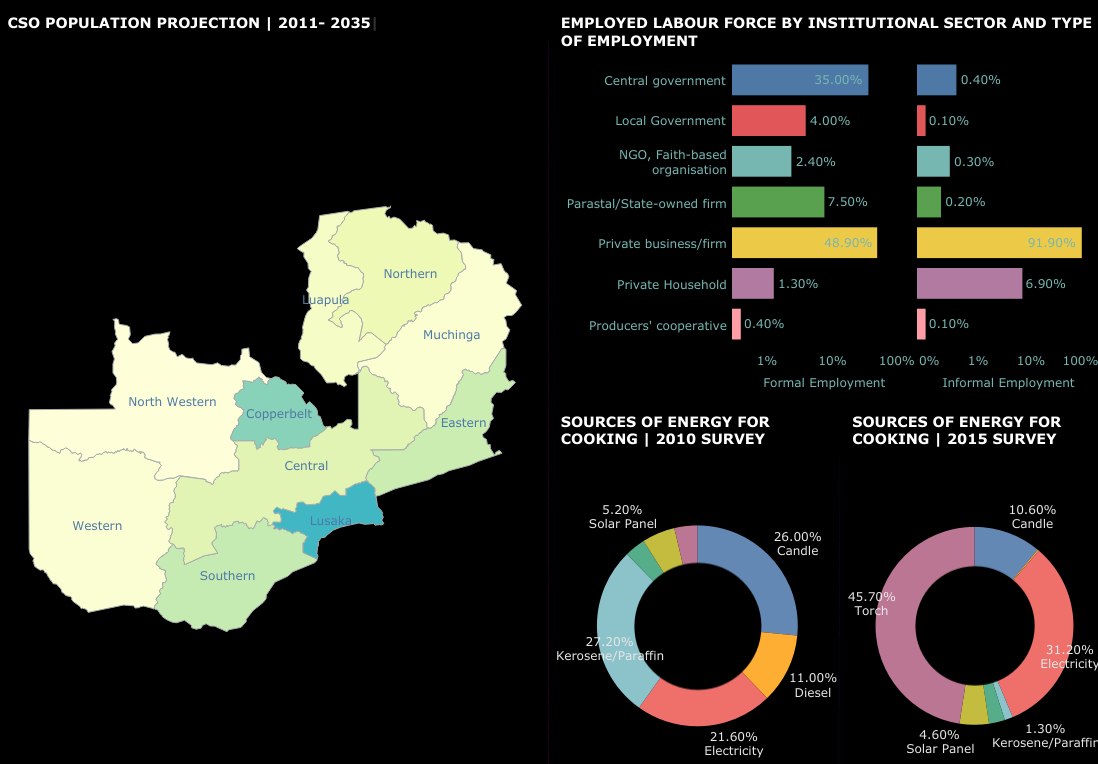 CSO POPULATION PROJECTION | 2011- 2035
Northern
Luapula
Muchinga
North Western
Copperbelt
Eastern
Central
Lusaka
Western
Southern
EMPLOYED LABOUR FORCE BY INSTITUTIONAL SECTOR AND TYPE
OF EMPLOYMENT
Central government 35.00% 0.40%
Local Government 4.00% 0.10%
NGO, Faith-based
organisation 2.40% 0.30%
Parastal/State-owned firm 7.50% 0.20%
Private business/firm 48.90% 91.90%
Private Household 1.30% 6.90%
Producers' cooperative 0.40% 0.10%
1% 10% 100% 0% 1% 10% 100%
Formal Employment Informal Employment
SOURCES OF ENERGY FOR
COOKING | 2010 SURVEY
5.20%
Solar Panel
26.00%
Candle
27.20%
Kerosene/Paraffin
11.00%
Diesel
21.60%
Electricity
SOURCES OF ENERGY FOR
COOKING | 2015 SURVEY
10.60%
Candle
45.70%
Torch
31.20%
Electricity
4.60%
Solar Panel
1.30%
Kerosene/Paraffin